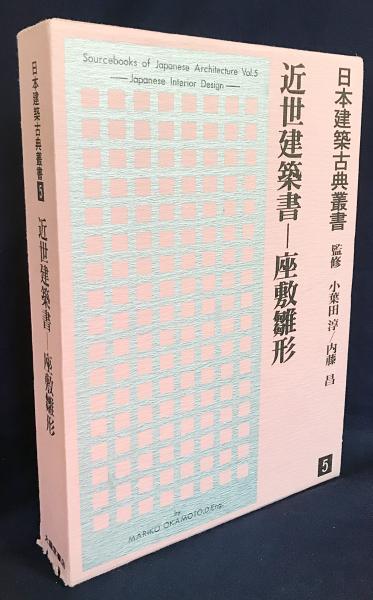 Sourcebooks of Japanese Architecture Vol.5
—Japanese Interior Design—
日本建築古典叢書
監修 小葉田 淳/内藤 昌
近世建築書—座敷雛形
5
by
MARIKO OKAMOTO,D.Eng.
日本建築古典叢書 5
近世建築書—座敷雛形